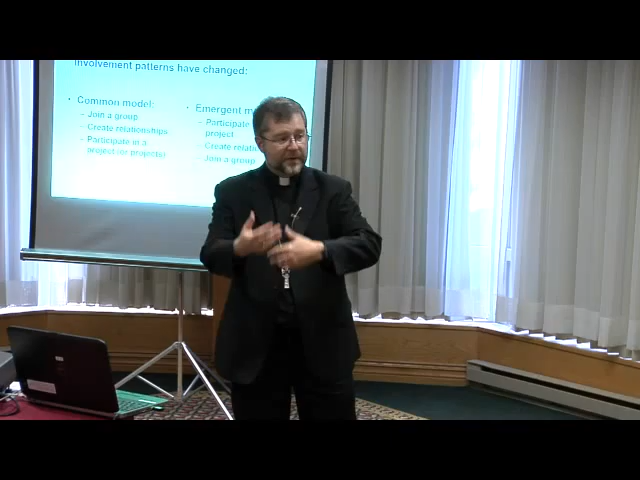 involvement patterns have changed:
• Common model:
– Join a group
– Create relationships
– Participate in a
project (or projects)
• Emergent m
– Participate
project
– Create relatio
– Join a group